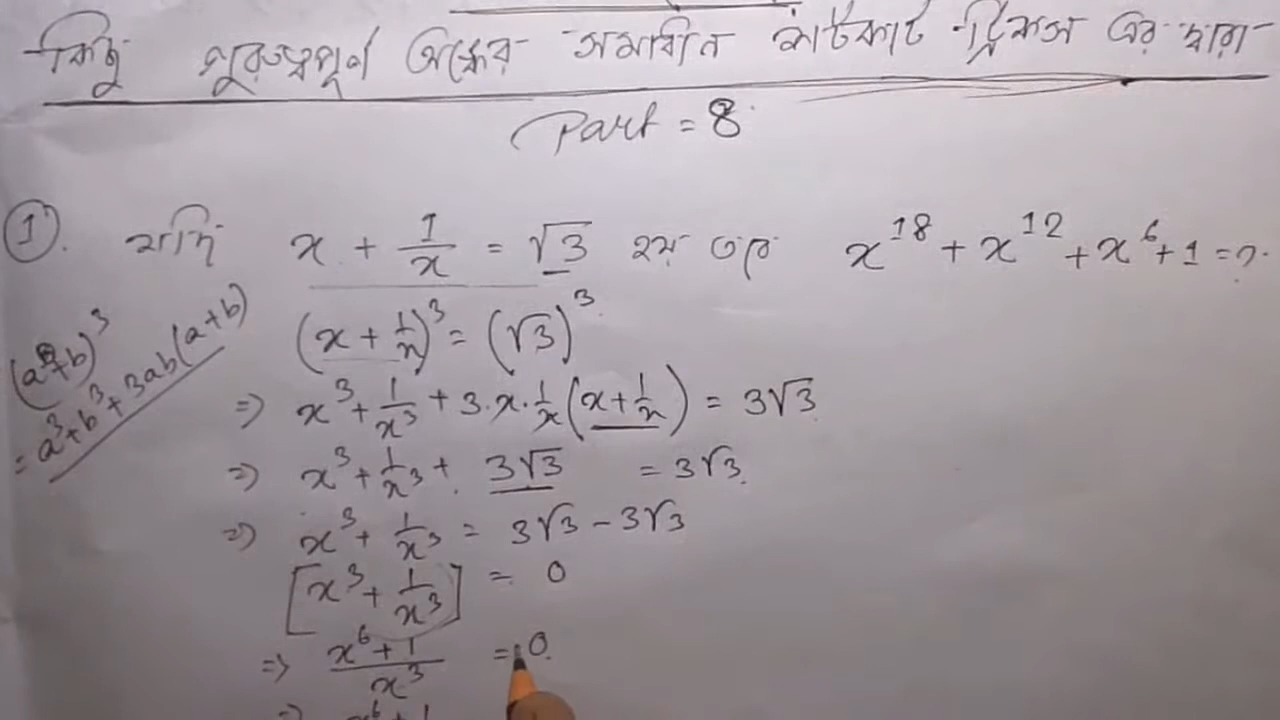 কিছু গুরুত্বপূর্ণ অঙ্কের সমাধান শর্টকার্ট ট্রিকস এর দ্বারা
Part = 8
1. যদি x + 1/x = √3 হয় তবে x^18 + x^12 + x^6 + 1 = ?
(a+b)^3
= a^3+b^3+3ab(a+b)
(x + 1/x)^3 = (√3)^3
⇒ x^3 + 1/x^3 + 3.x.1/x(x + 1/x) = 3√3
⇒ x^3 + 1/x^3 + 3√3 = 3√3
⇒ x^3 + 1/x^3 = 3√3 − 3√3
[x^3 + 1/x^3] = 0
⇒ (x^6 + 1)/x^3 = 0
⇒ x^6 + 1